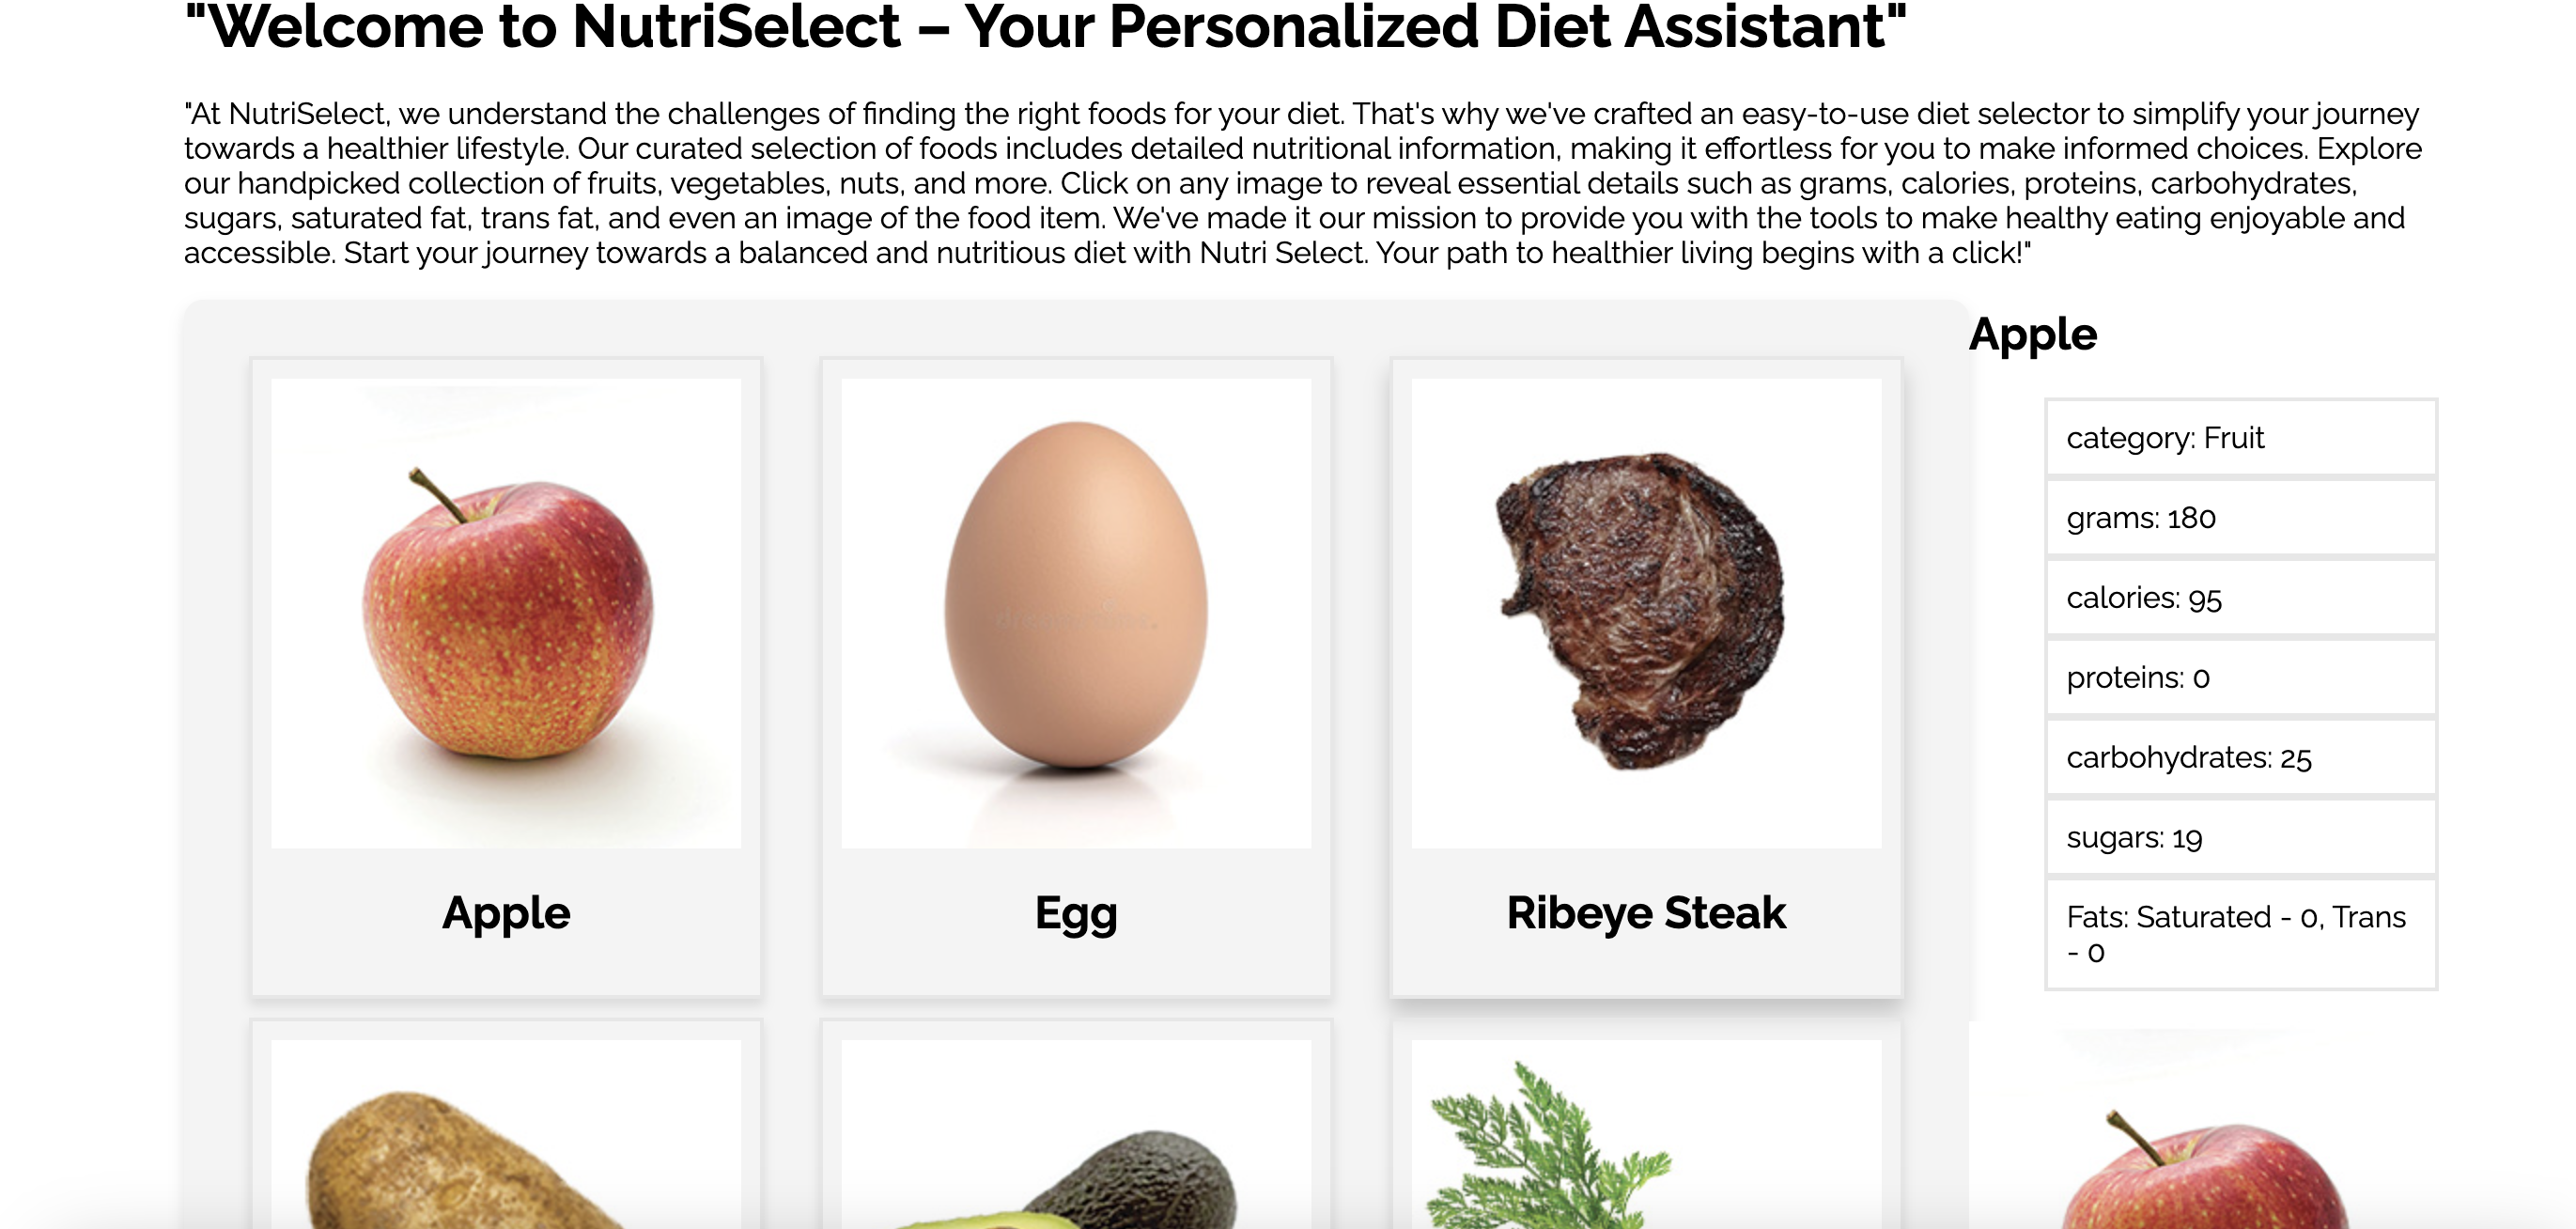 "Welcome to NutriSelect – Your Personalized Diet Assistant"
"At NutriSelect, we understand the challenges of finding the right foods for your diet. That's why we've crafted an easy-to-use diet selector to simplify your journey
towards a healthier lifestyle. Our curated selection of foods includes detailed nutritional information, making it effortless for you to make informed choices. Explore
our handpicked collection of fruits, vegetables, nuts, and more. Click on any image to reveal essential details such as grams, calories, proteins, carbohydrates,
sugars, saturated fat, trans fat, and even an image of the food item. We've made it our mission to provide you with the tools to make healthy eating enjoyable and
accessible. Start your journey towards a balanced and nutritious diet with Nutri Select. Your path to healthier living begins with a click!"
Apple
Egg
Ribeye Steak
Apple
category: Fruit
grams: 180
calories: 95
proteins: 0
carbohydrates: 25
sugars: 19
Fats: Saturated - 0, Trans
- 0